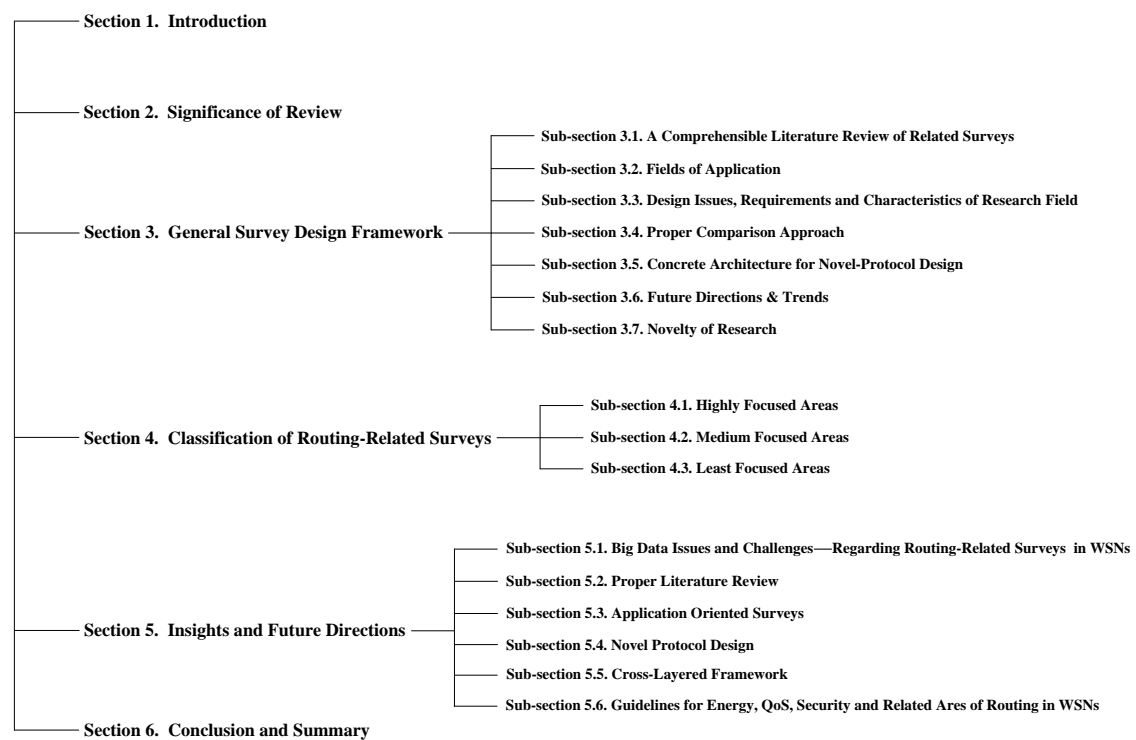 Section 1. Introduction
Section 2. Significance of Review
Section 3. General Survey Design Framework
Sub-section 3.1. A Comprehensible Literature Review of Related Surveys
Sub-section 3.2. Fields of Application
Sub-section 3.3. Design Issues, Requirements and Characteristics of Research Field
Sub-section 3.4. Proper Comparison Approach
Sub-section 3.5. Concrete Architecture for Novel-Protocol Design
Sub-section 3.6. Future Directions & Trends
Sub-section 3.7. Novelty of Research
Section 4. Classification of Routing-Related Surveys
Sub-section 4.1. Highly Focused Areas
Sub-section 4.2. Medium Focused Areas
Sub-section 4.3. Least Focused Areas
Section 5. Insights and Future Directions
Sub-section 5.1. Big Data Issues and Challenges—Regarding Routing-Related Surveys in WSNs
Sub-section 5.2. Proper Literature Review
Sub-section 5.3. Application Oriented Surveys
Sub-section 5.4. Novel Protocol Design
Sub-section 5.5. Cross-Layered Framework
Sub-section 5.6. Guidelines for Energy, QoS, Security and Related Ares of Routing in WSNs
Section 6. Conclusion and Summary